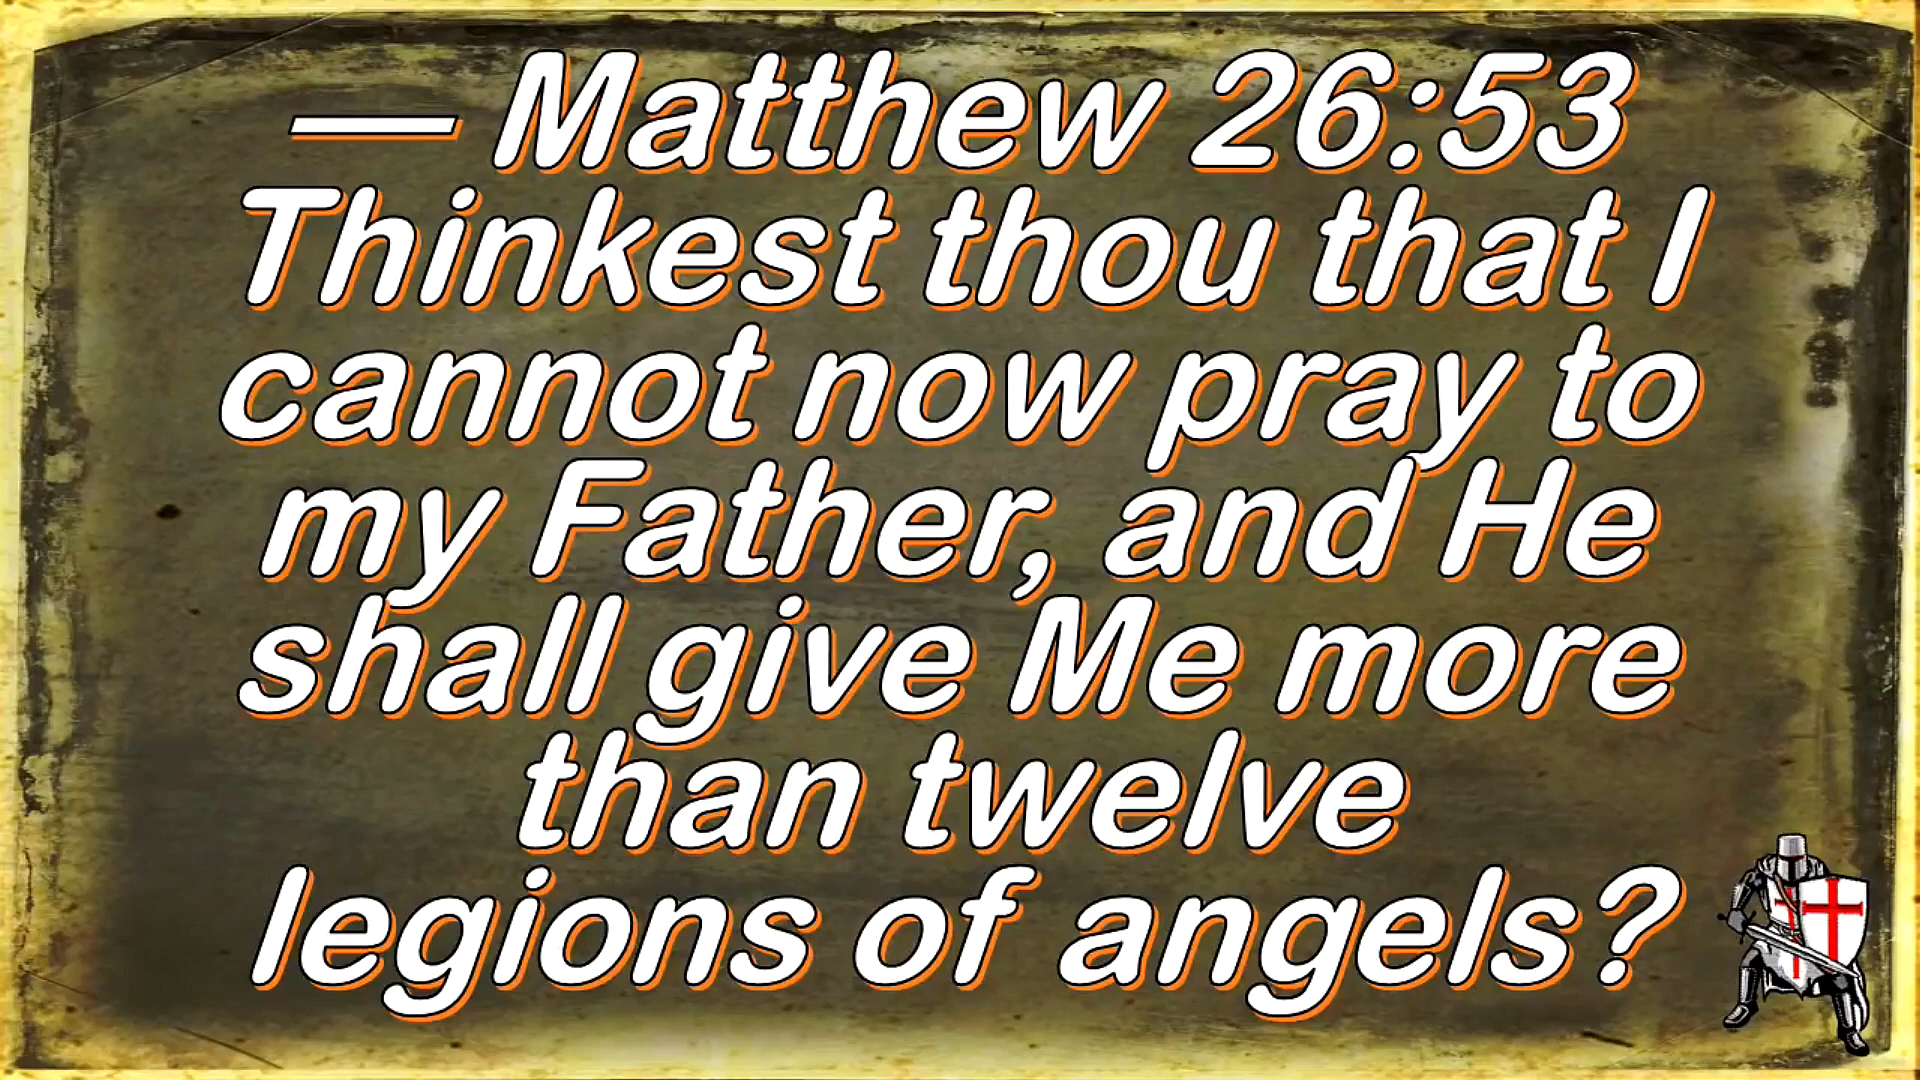 — Matthew 26:53
Thinkest thou that I
cannot now pray to
my Father, and He
shall give Me more
than twelve
legions of angels?